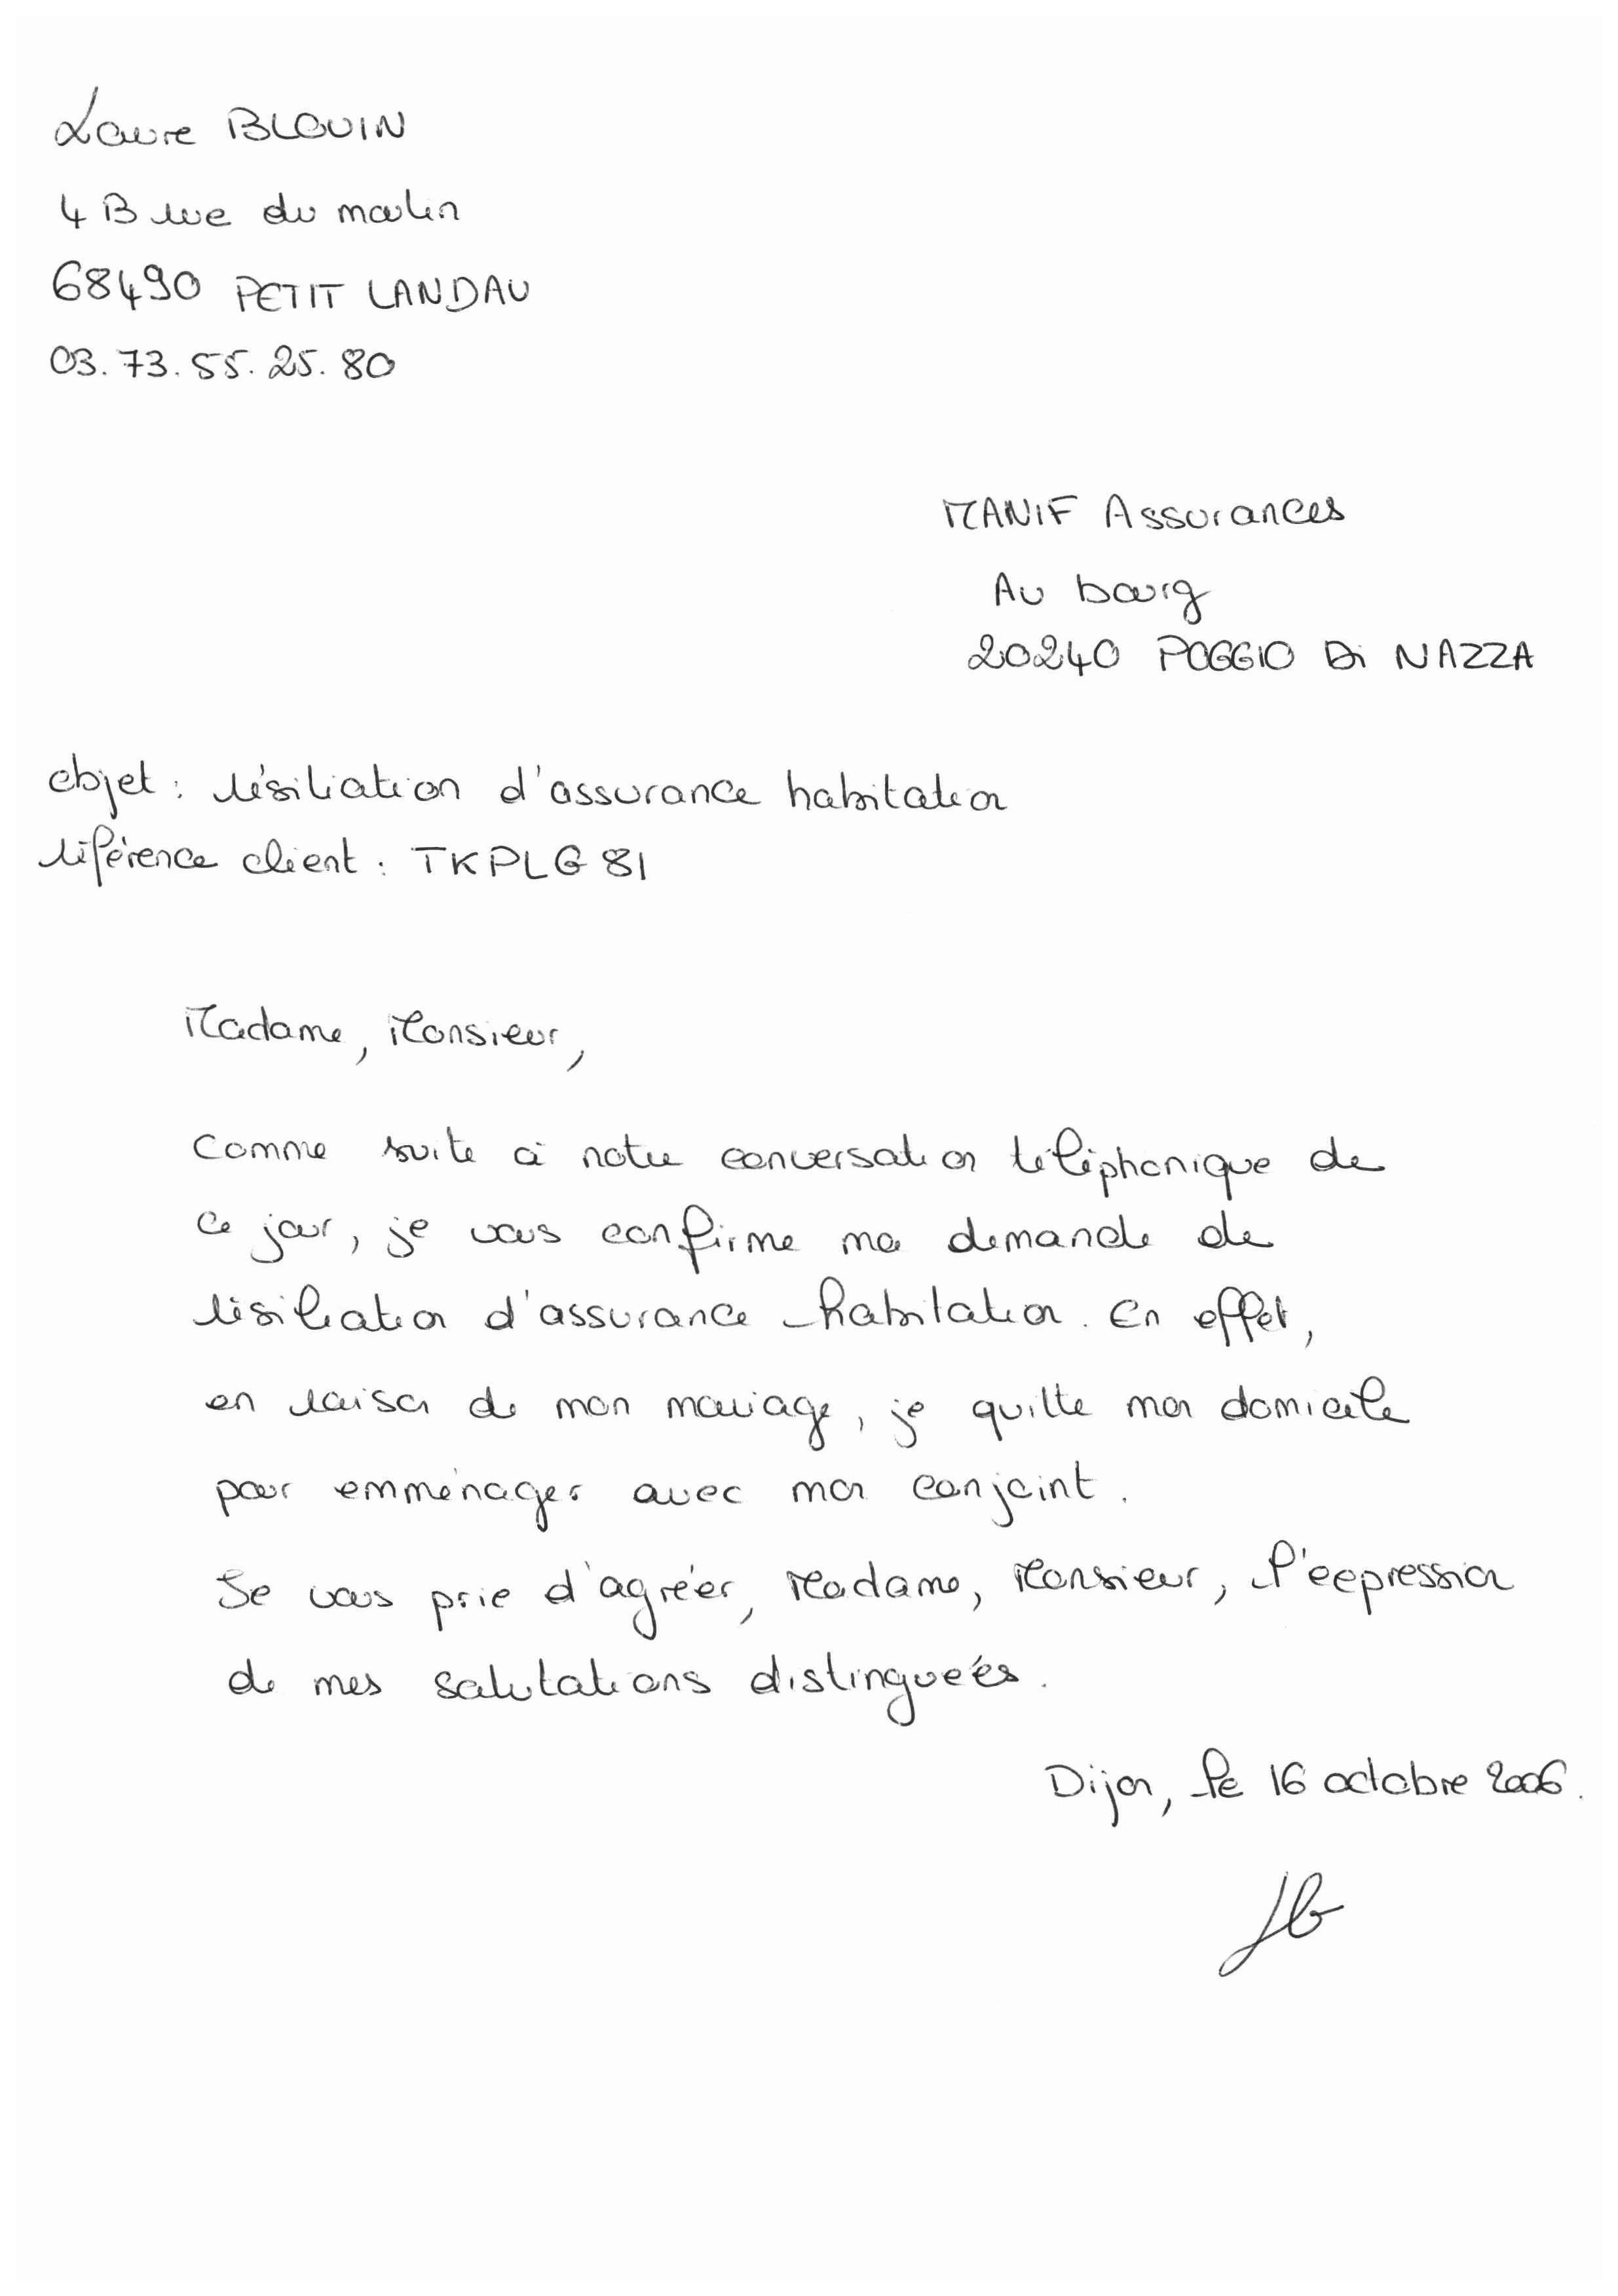 Laure BLOUIN
4 B rue du moulin
68490 PETIT LANDAU
03.73.55.25.80
MANIF Assurances
Au bourg
20240 POGGIO Di NAZZA
objet : résiliation d'assurance habitation
référence client : TKPLG81
Madame, Monsieur,
Comme suite à notre conversation téléphonique de
ce jour, je vous confirme ma demande de
résiliation d'assurance habitation. En effet,
en raison de mon mariage, je quitte mon domicile
pour emménager avec mon conjoint.
Je vous prie d'agréer, Madame, Monsieur, l'expression
de mes salutations distinguées.
Dijon, le 16 octobre 2006.